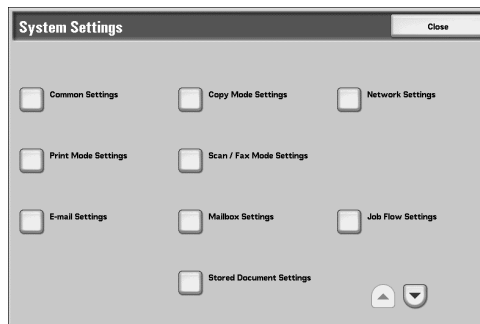 System Settings
Close
Common Settings
Copy Mode Settings
Network Settings
Print Mode Settings
Scan / Fax Mode Settings
E-mail Settings
Mailbox Settings
Job Flow Settings
Stored Document Settings